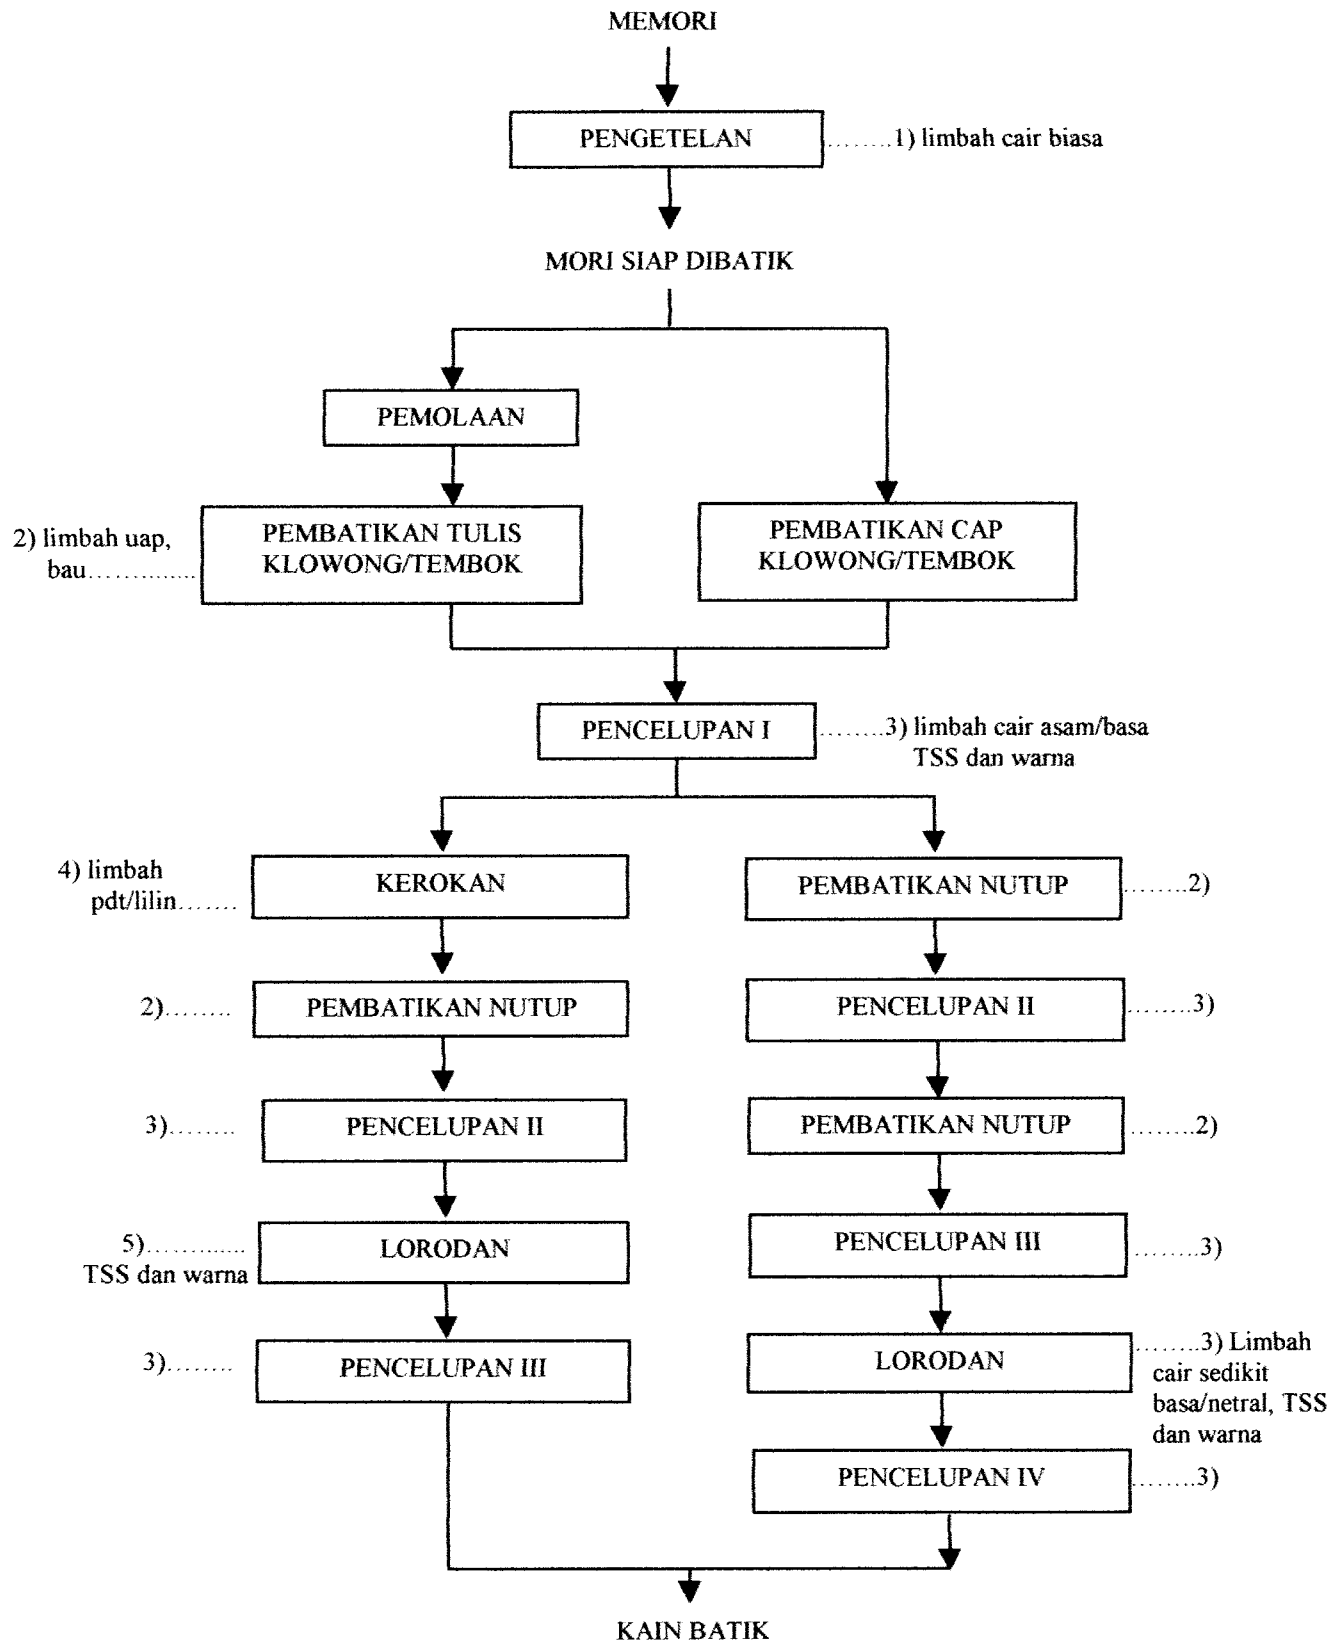 MEMORI
PENGETELAN
........1) limbah cair biasa
MORI SIAP DIBATIK
PEMOLAAN
2) limbah uap,
bau..............
PEMBATIKAN TULIS
KLOWONG/TEMBOK
PEMBATIKAN CAP
KLOWONG/TEMBOK
PENCELUPAN I
........3) limbah cair asam/basa
TSS dan warna
4) limbah
pdt/lilin.......
KEROKAN
PEMBATIKAN NUTUP
........2)
2)........
PEMBATIKAN NUTUP
PENCELUPAN II
........3)
3)........
PENCELUPAN II
PEMBATIKAN NUTUP
........2)
5)............
TSS dan warna
LORODAN
PENCELUPAN III
........3)
3)........
PENCELUPAN III
LORODAN
........3) Limbah
cair sedikit
basa/netral, TSS
dan warna
PENCELUPAN IV
........3)
KAIN BATIK